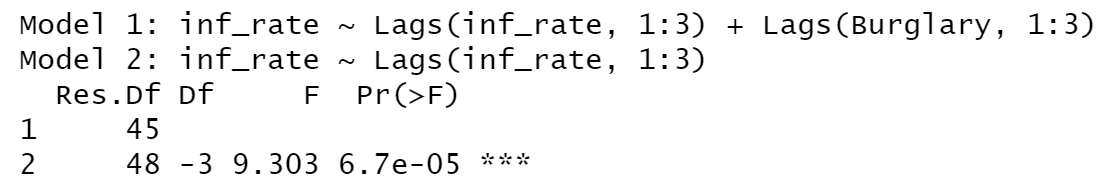 Model 1: inf_rate ~ Lags(inf_rate, 1:3) + Lags(Burglary, 1:3)
Model 2: inf_rate ~ Lags(inf_rate, 1:3)
  Res.Df Df     F  Pr(>F)
1     45
2     48 -3 9.303 6.7e-05 ***